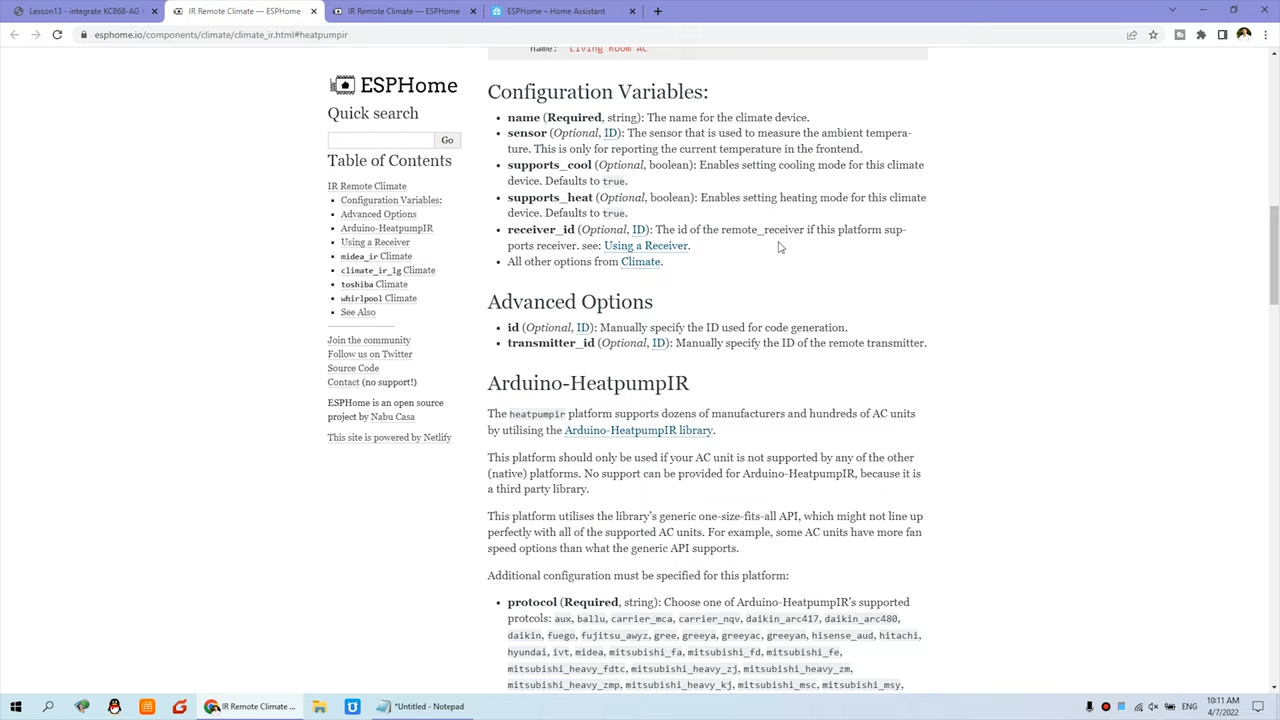 Lesson13 - integrate KC868-AG
IR Remote Climate — ESPHome
IR Remote Climate — ESPHome
ESPHome – Home Assistant
esphome.io/components/climate/climate_ir.html#heatpumpir
name: "Living Room AC"
ESPHome
Quick search
Go
Table of Contents
IR Remote Climate
Configuration Variables:
Advanced Options
Arduino-HeatpumpIR
Using a Receiver
midea_ir Climate
climate_ir_lg Climate
toshiba Climate
whirlpool Climate
See Also
Join the community
Follow us on Twitter
Source Code
Contact (no support!)
ESPHome is an open source
project by Nabu Casa
This site is powered by Netlify
Configuration Variables:
name (Required, string): The name for the climate device.
sensor (Optional, ID): The sensor that is used to measure the ambient tempera-
ture. This is only for reporting the current temperature in the frontend.
supports_cool (Optional, boolean): Enables setting cooling mode for this climate
device. Defaults to true.
supports_heat (Optional, boolean): Enables setting heating mode for this climate
device. Defaults to true.
receiver_id (Optional, ID): The id of the remote_receiver if this platform sup-
ports receiver. see: Using a Receiver.
All other options from Climate.
Advanced Options
id (Optional, ID): Manually specify the ID used for code generation.
transmitter_id (Optional, ID): Manually specify the ID of the remote transmitter.
Arduino-HeatpumpIR
The heatpumpir platform supports dozens of manufacturers and hundreds of AC units
by utilising the Arduino-HeatpumpIR library.
This platform should only be used if your AC unit is not supported by any of the other
(native) platforms. No support can be provided for Arduino-HeatpumpIR, because it is
a third party library.
This platform utilises the library's generic one-size-fits-all API, which might not line up
perfectly with all of the supported AC units. For example, some AC units have more fan
speed options than what the generic API supports.
Additional configuration must be specified for this platform:
protocol (Required, string): Choose one of Arduino-HeatpumpIR's supported
protcols: aux, ballu, carrier_mca, carrier_nqv, daikin_arc417, daikin_arc480,
daikin, fuego, fujitsu_awyz, gree, greeya, greeyac, greeyan, hisense_aud, hitachi,
hyundai, ivt, midea, mitsubishi_fa, mitsubishi_fd, mitsubishi_fe,
mitsubishi_heavy_fdtc, mitsubishi_heavy_zj, mitsubishi_heavy_zm,
mitsubishi_heavy_zmp, mitsubishi_heavy_kj, mitsubishi_msc, mitsubishi_msy,
IR Remote Climate ...
*Untitled - Notepad
10:11 AM
4/7/2022